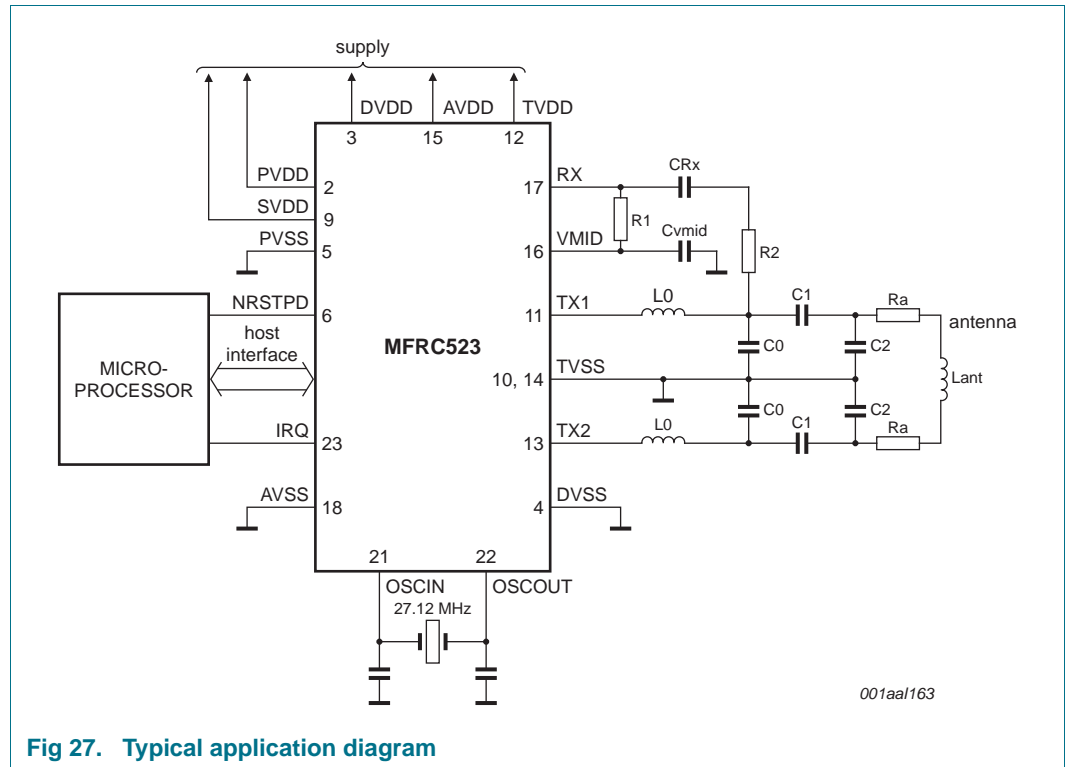 supply
DVDD AVDD TVDD
3 15 12
PVDD
2
SVDD
9
PVSS
5
NRSTPD
6
host
interface
MICRO-
PROCESSOR
IRQ
23
AVSS
18
MFRC523
17 RX
CRx
R1
16 VMID
Cvmid
R2
11 TX1
L0
C1
Ra
antenna
C0
C2
10, 14 TVSS
Lant
C0
C2
13 TX2
L0
C1
Ra
4 DVSS
21 22
OSCIN OSCOUT
27.12 MHz
001aal163
Fig 27. Typical application diagram